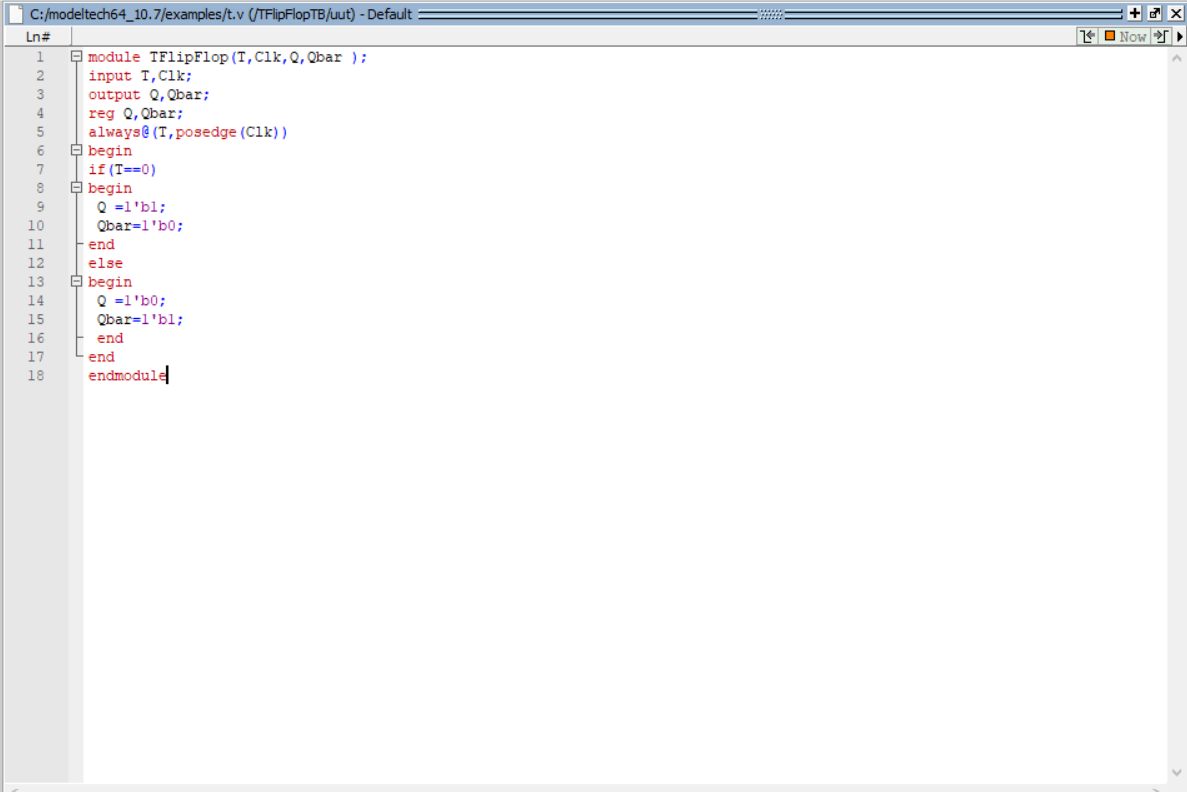 C:/modeltech64_10.7/examples/t.v (/TFlipFlopTB/uut) - Default
Ln#
Now
1 module TFlipFlop(T,Clk,Q,Qbar );
2 input T,Clk;
3 output Q,Qbar;
4 reg Q,Qbar;
5 always@(T,posedge(Clk))
6 begin
7 if(T==0)
8 begin
9 Q =1'b1;
10 Qbar=1'b0;
11 end
12 else
13 begin
14 Q =1'b0;
15 Qbar=1'b1;
16 end
17 end
18 endmodule